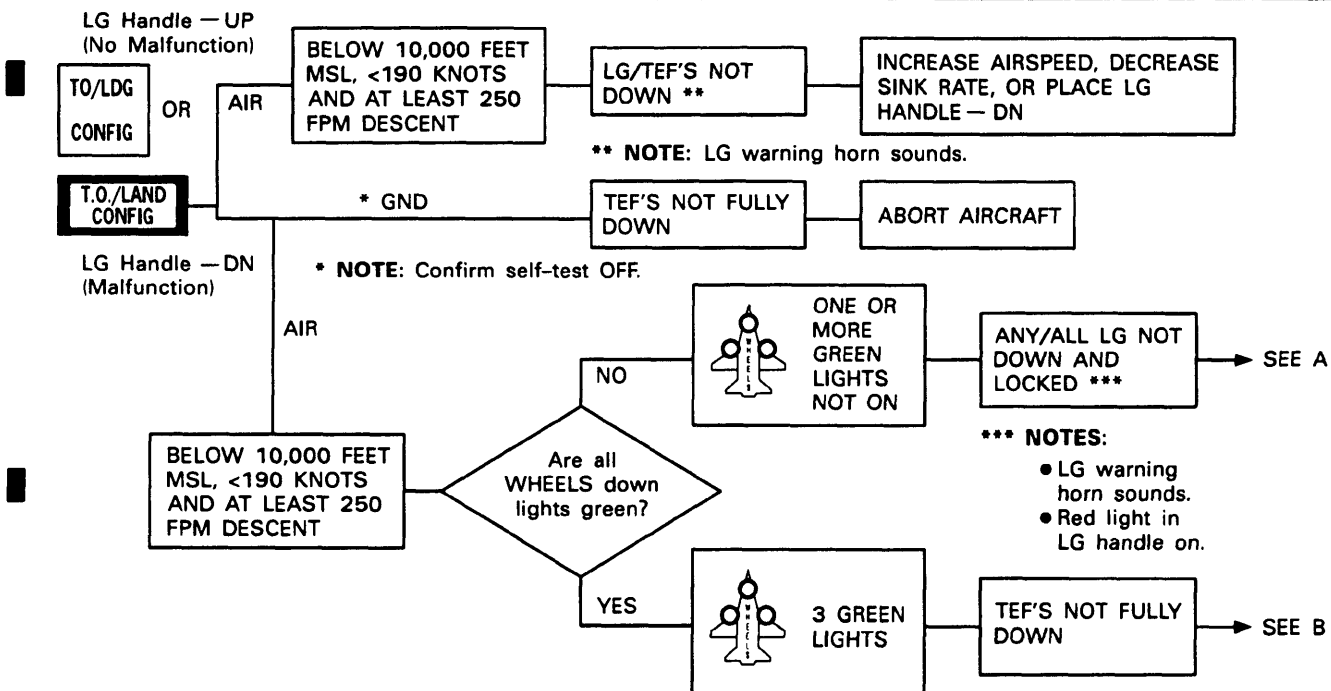 LG Handle — UP
(No Malfunction)
TO/LDG
CONFIG
OR
T.O./LAND
CONFIG
LG Handle — DN
(Malfunction)
AIR
BELOW 10,000 FEET
MSL, <190 KNOTS
AND AT LEAST 250
FPM DESCENT
LG/TEF'S NOT
DOWN **
INCREASE AIRSPEED, DECREASE
SINK RATE, OR PLACE LG
HANDLE — DN
** NOTE: LG warning horn sounds.
* GND
TEF'S NOT FULLY
DOWN
ABORT AIRCRAFT
* NOTE: Confirm self-test OFF.
AIR
BELOW 10,000 FEET
MSL, <190 KNOTS
AND AT LEAST 250
FPM DESCENT
Are all
WHEELS down
lights green?
NO
WHEELS
ONE OR
MORE
GREEN
LIGHTS
NOT ON
ANY/ALL LG NOT
DOWN AND
LOCKED ***
SEE A
*** NOTES:
● LG warning
horn sounds.
● Red light in
LG handle on.
YES
WHEELS
3 GREEN
LIGHTS
TEF'S NOT FULLY
DOWN
SEE B